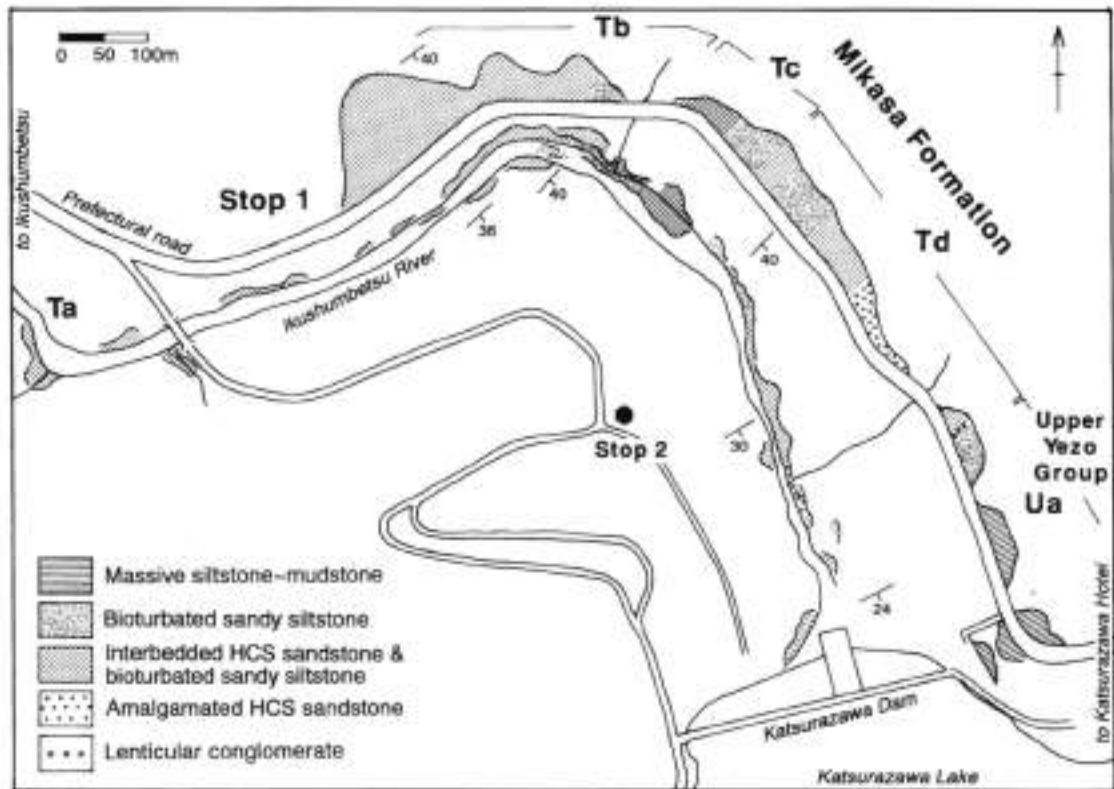 0 50 100m
Tb
40
Tc
Mikasa Formation
to Ikushumbetsu
Stop 1
Prefectural road
40
38
Td
40
Ta
Ikushumbetsu River
Stop 2
30
Upper
Yezo
Group
Ua
24
Massive siltstone-mudstone
Bioturbated sandy siltstone
Interbedded HCS sandstone &
bioturbated sandy siltstone
Amalgamated HCS sandstone
Lenticular conglomerate
Katsurazawa Dam
Katsurazawa Lake
to Katsurazawa Hotel